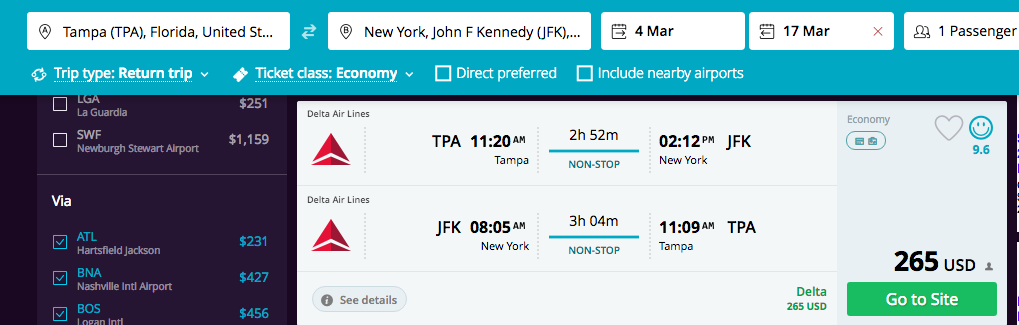 Tampa (TPA), Florida, United St...
New York, John F Kennedy (JFK),...
4 Mar
17 Mar
1 Passenger
Trip type: Return trip
Ticket class: Economy
Direct preferred
Include nearby airports
LGA $251
La Guardia
SWF $1,159
Newburgh Stewart Airport
Via
ATL $231
Hartsfield Jackson
BNA $427
Nashville Intl Airport
BOS $456
Logan Intl
Delta Air Lines
TPA 11:20 AM 2h 52m 02:12 PM JFK
Tampa NON-STOP New York
Delta Air Lines
JFK 08:05 AM 3h 04m 11:09 AM TPA
New York NON-STOP Tampa
See details
Delta
265 USD
Economy
9.6
265 USD
Go to Site